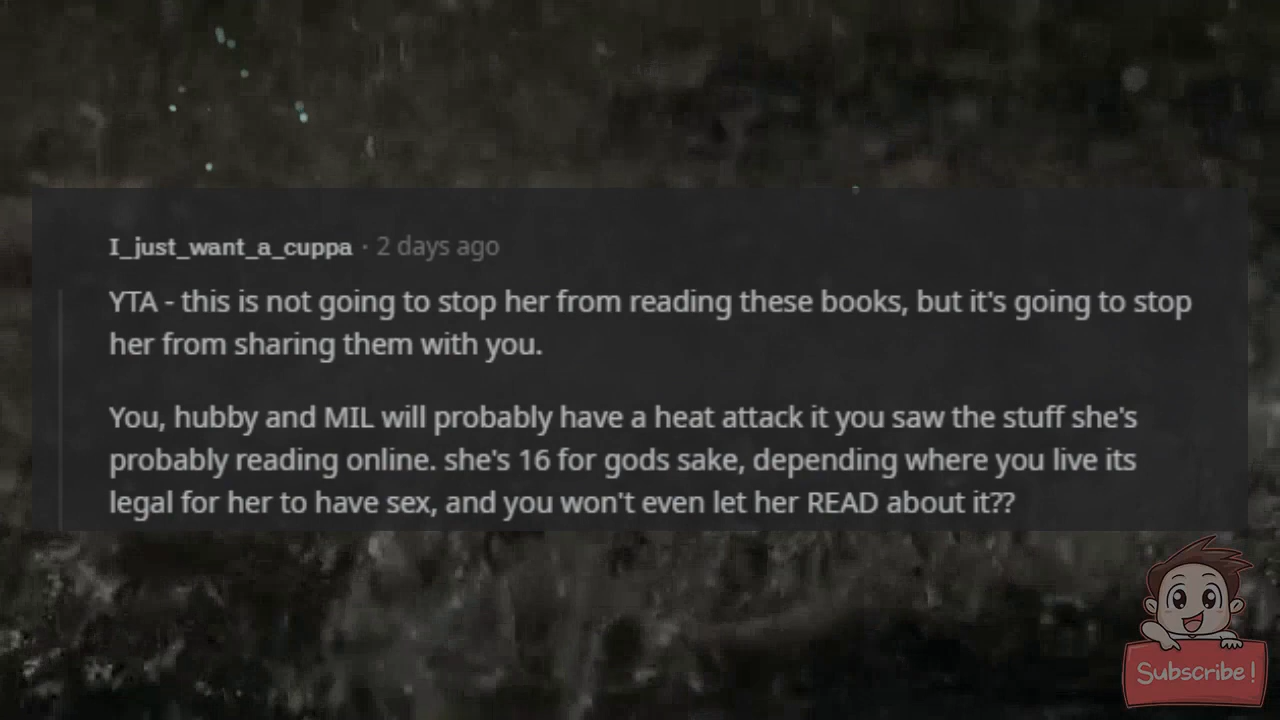 I_just_want_a_cuppa · 2 days ago
YTA - this is not going to stop her from reading these books, but it's going to stop
her from sharing them with you.
You, hubby and MIL will probably have a heat attack it you saw the stuff she's
probably reading online. she's 16 for gods sake, depending where you live its
legal for her to have sex, and you won't even let her READ about it??
Subscribe!